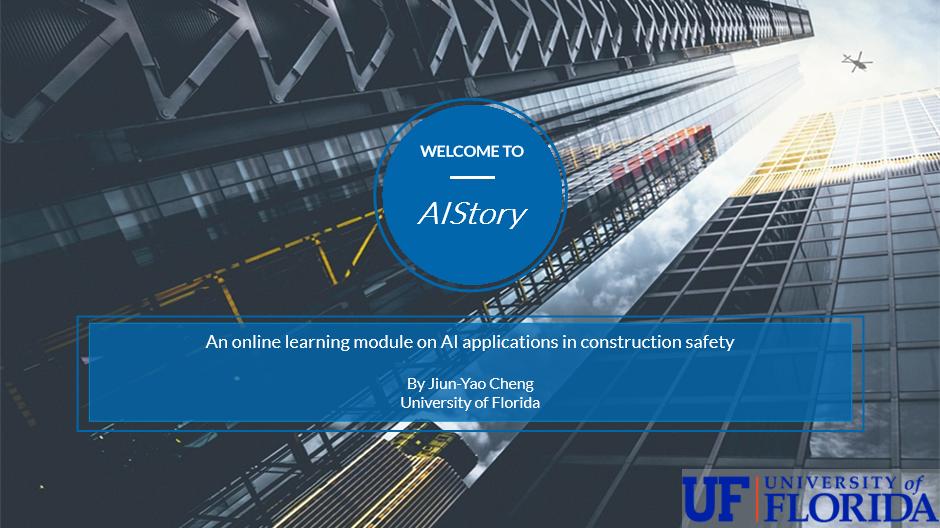 WELCOME TO
AIStory
An online learning module on AI applications in construction safety
By Jiun-Yao Cheng
University of Florida
UF UNIVERSITY of
FLORIDA